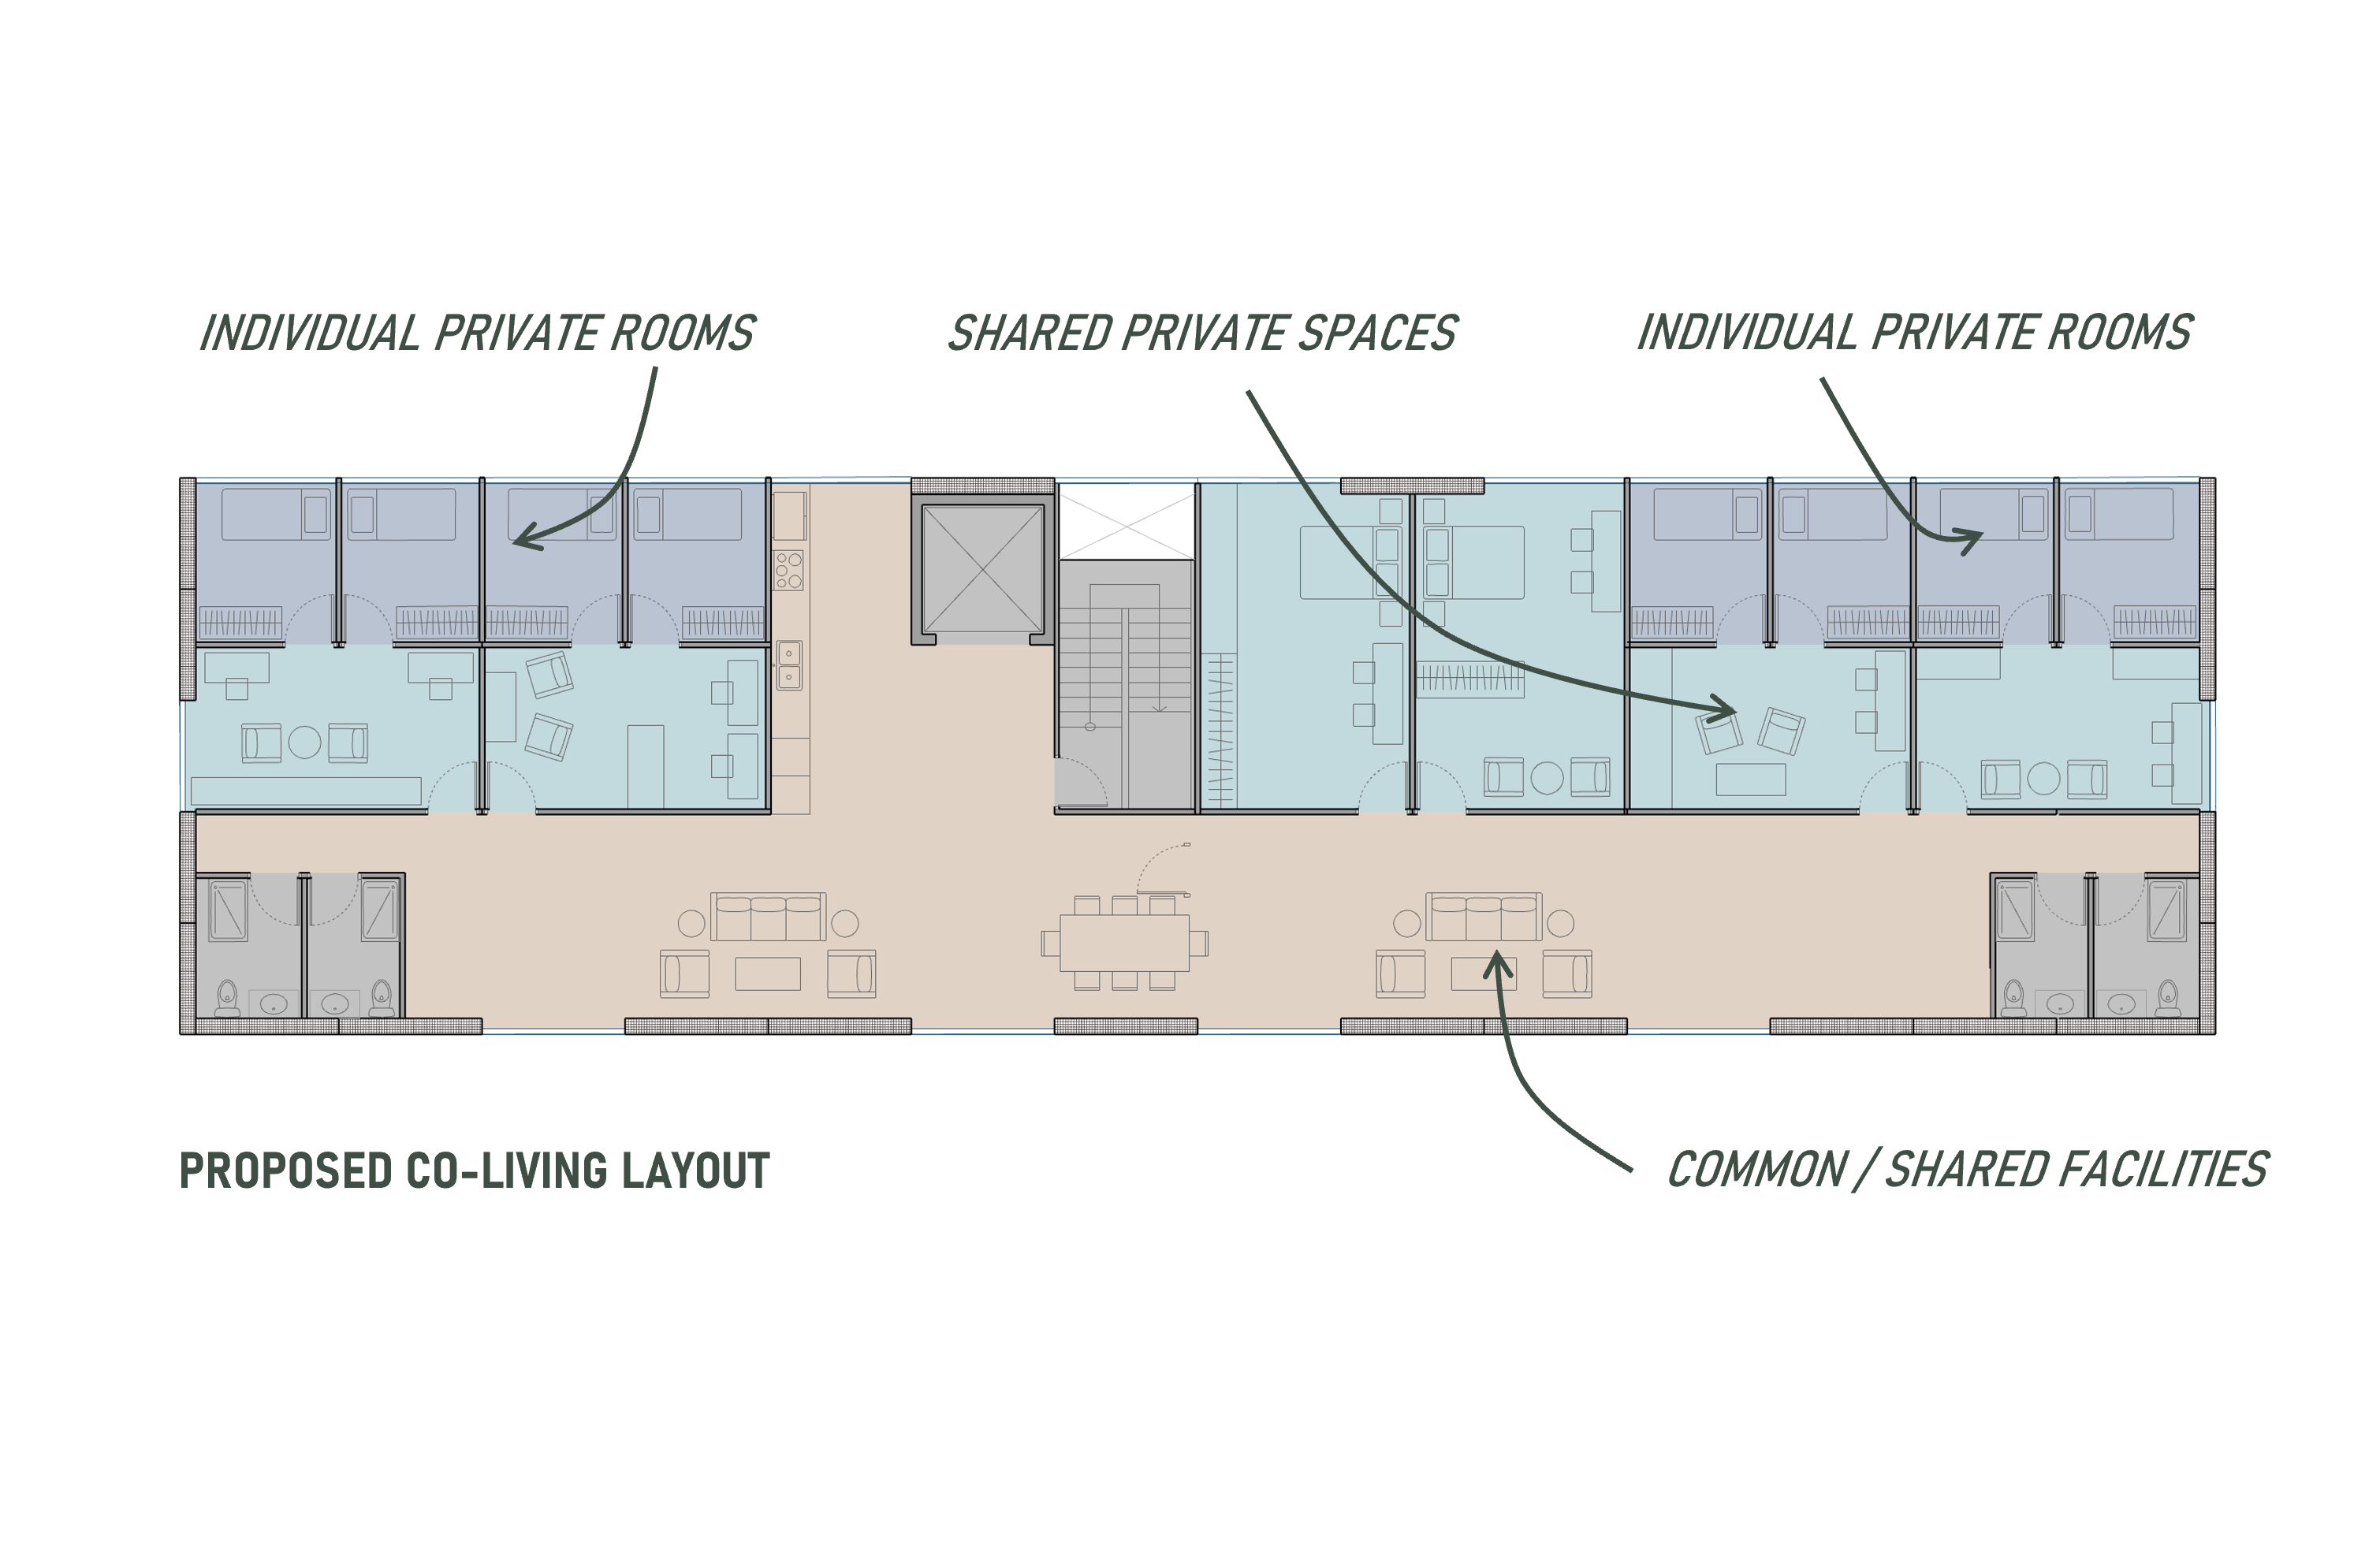 INDIVIDUAL PRIVATE ROOMS
SHARED PRIVATE SPACES
INDIVIDUAL PRIVATE ROOMS
PROPOSED CO-LIVING LAYOUT
COMMON / SHARED FACILITIES